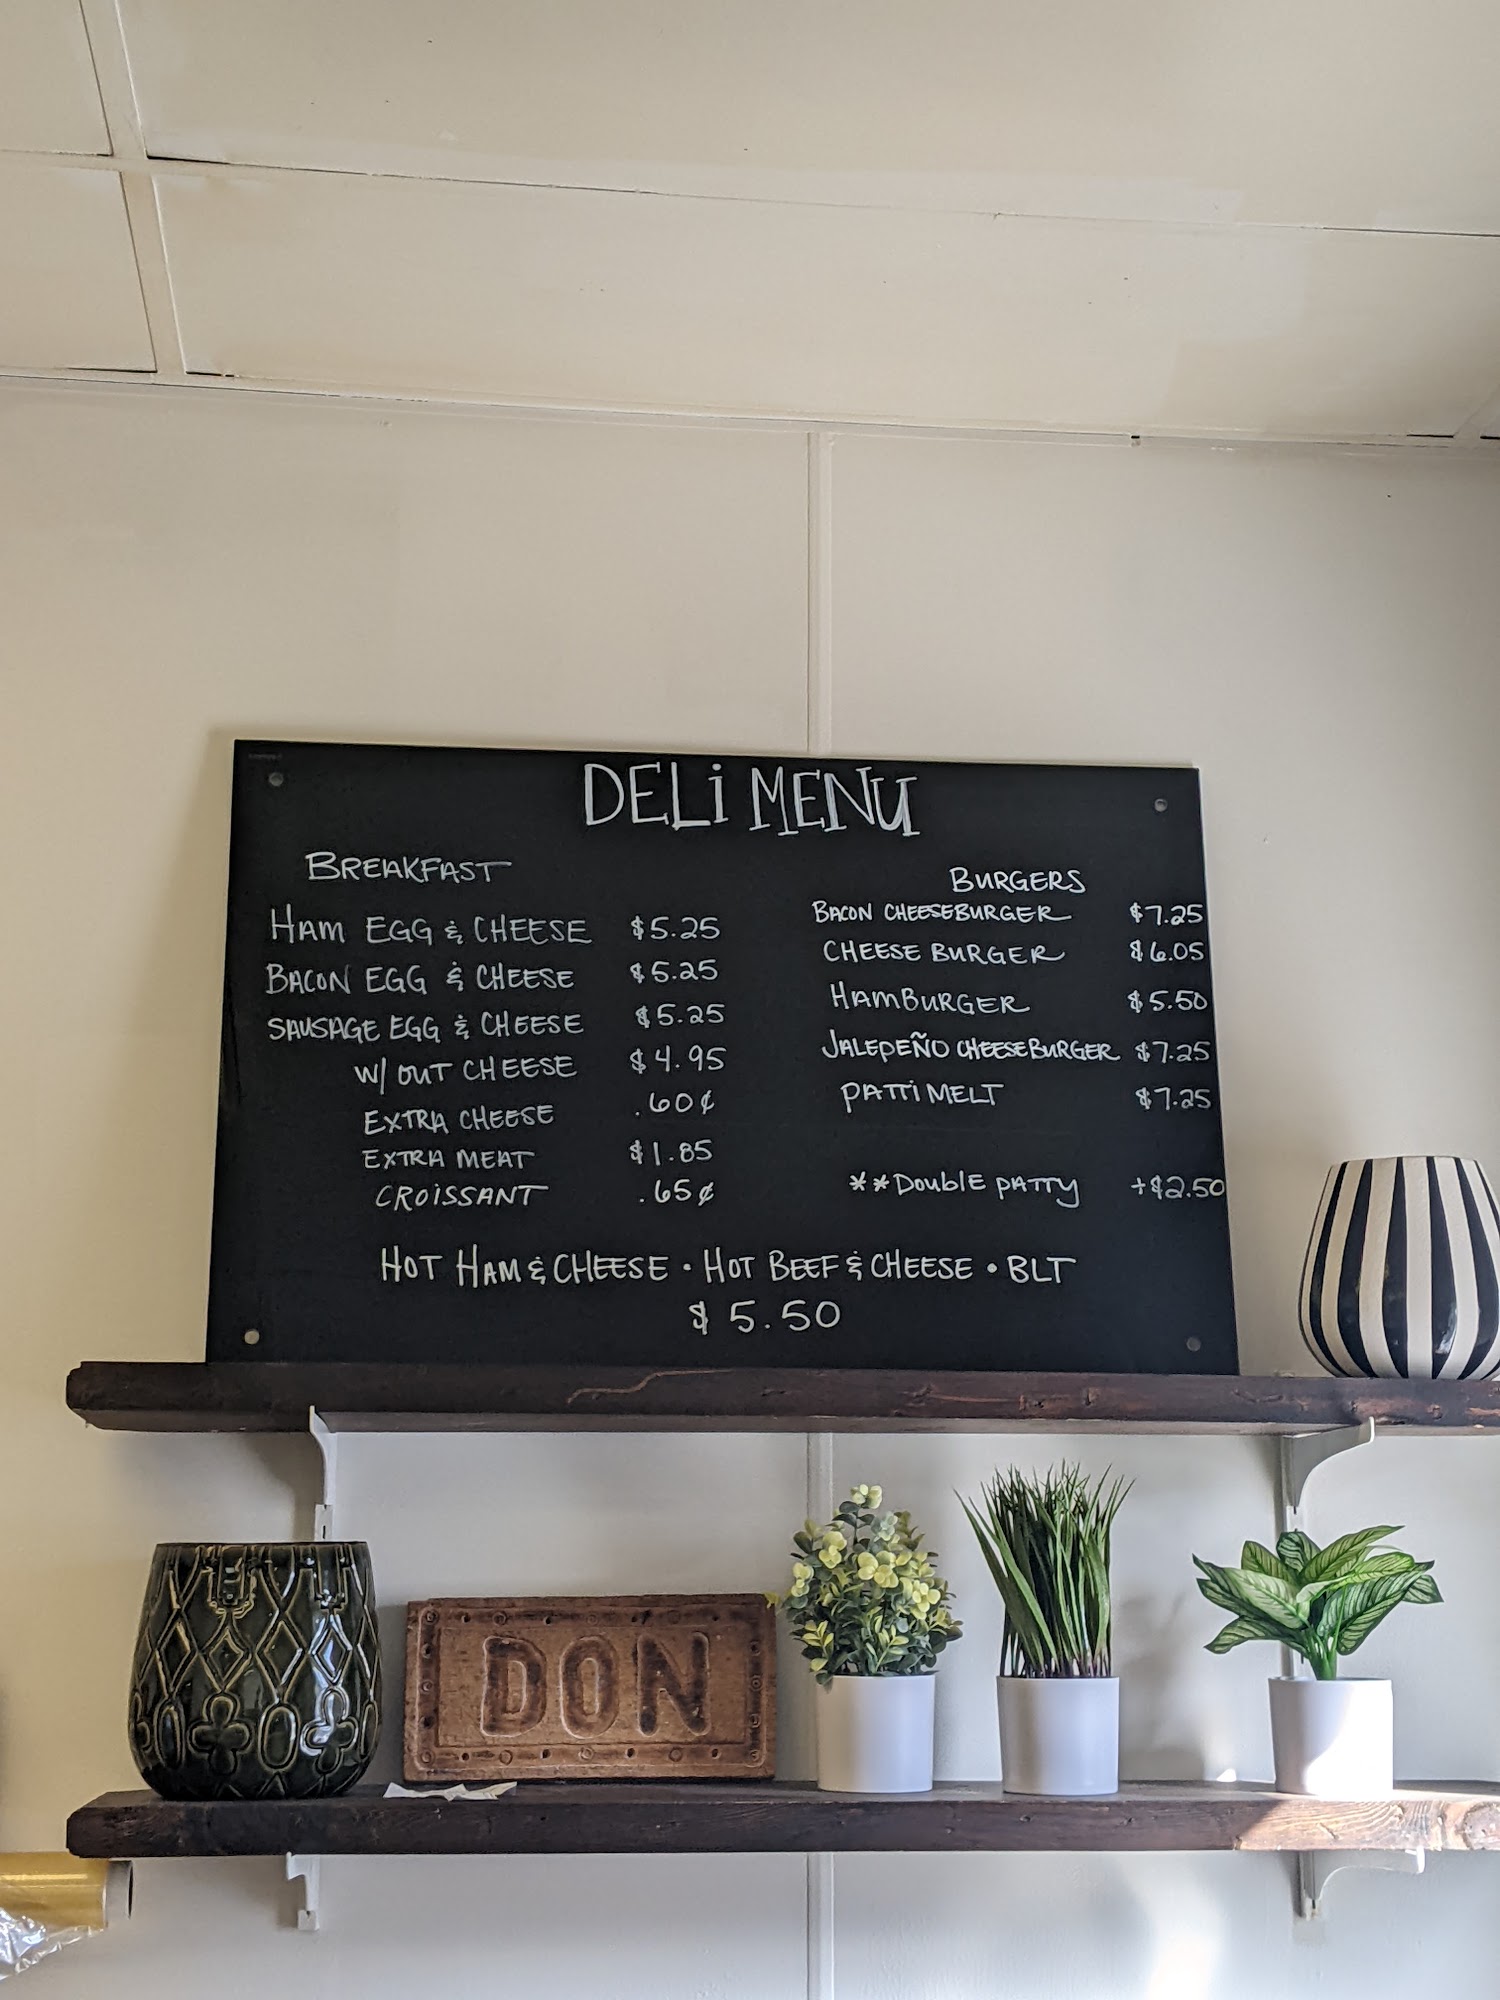 DELI MENU
BREAKFAST
HAM EGG & CHEESE $5.25
BACON EGG & CHEESE $5.25
SAUSAGE EGG & CHEESE $5.25
W/OUT CHEESE $4.95
EXTRA CHEESE .60¢
EXTRA MEAT $1.85
CROISSANT .65¢
BURGERS
BACON CHEESEBURGER $7.25
CHEESE BURGER $6.05
HAMBURGER $5.50
JALEPEÑO CHEESEBURGER $7.25
PATTI MELT $7.25
**DOUBLE PATTY +$2.50
HOT HAM & CHEESE • HOT BEEF & CHEESE • BLT
$5.50
DON